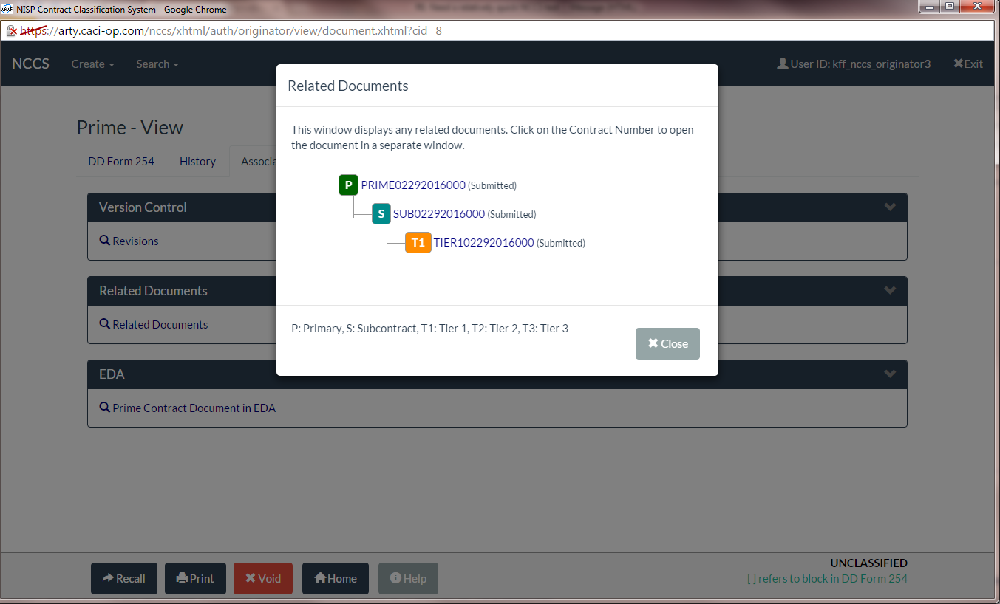 NISP Contract Classification System - Google Chrome
https://arty.caci-op.com/nccs/xhtml/auth/originator/view/document.xhtml?cid=8
NCCS Create Search User ID: kff_nccs_originator3 Exit
Related Documents
This window displays any related documents. Click on the Contract Number to open
the document in a separate window.
P PRIME02292016000 (Submitted)
S SUB02292016000 (Submitted)
T1 TIER102292016000 (Submitted)
P: Primary, S: Subcontract, T1: Tier 1, T2: Tier 2, T3: Tier 3
Close
Prime - View
DD Form 254 History Associa
Version Control
Revisions
Related Documents
Related Documents
EDA
Prime Contract Document in EDA
Recall Print Void Home Help
UNCLASSIFIED
[ ] refers to block in DD Form 254